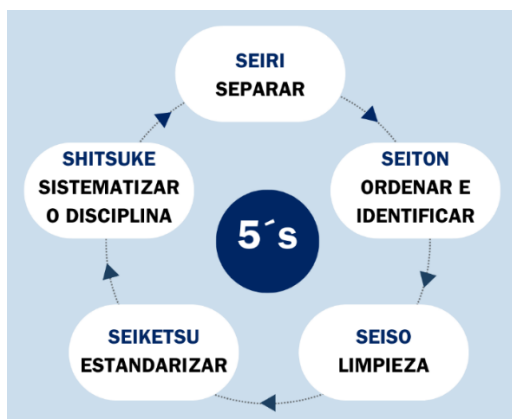 SEIRI
SEPARAR
SEITON
ORDENAR E
IDENTIFICAR
SEISO
LIMPIEZA
SEIKETSU
ESTANDARIZAR
SHITSUKE
SISTEMATIZAR
O DISCIPLINA
5´s